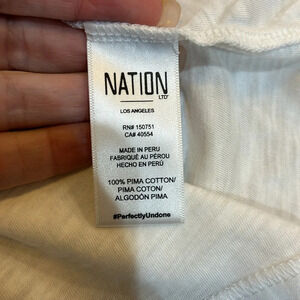 NATION
LTD
LOS ANGELES
RN# 150751
CA# 40554
MADE IN PERU
FABRIQUÉ AU PÉROU
HECHO EN PERÚ
100% PIMA COTTON/
PIMA COTON/
ALGODÓN PIMA
#PerfectlyUndone